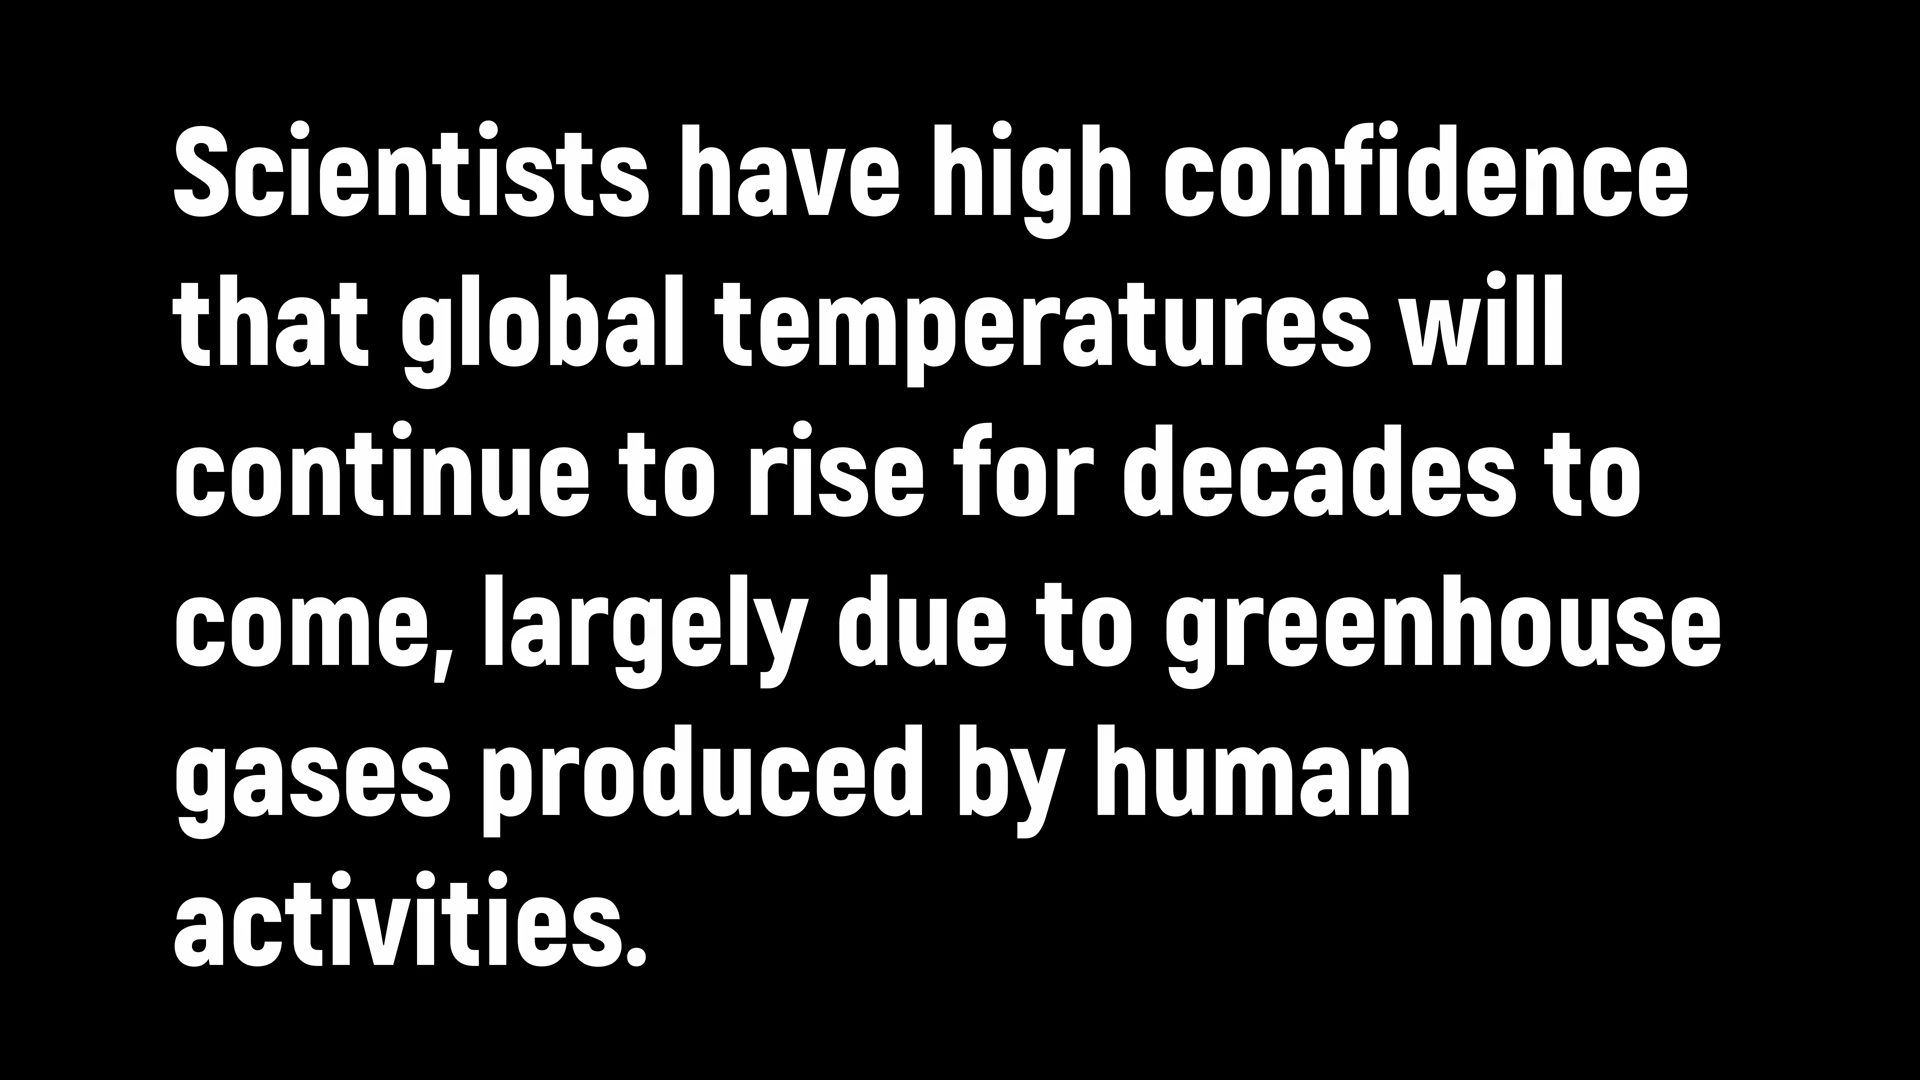 Scientists have high confidence
that global temperatures will
continue to rise for decades to
come, largely due to greenhouse
gases produced by human
activities.